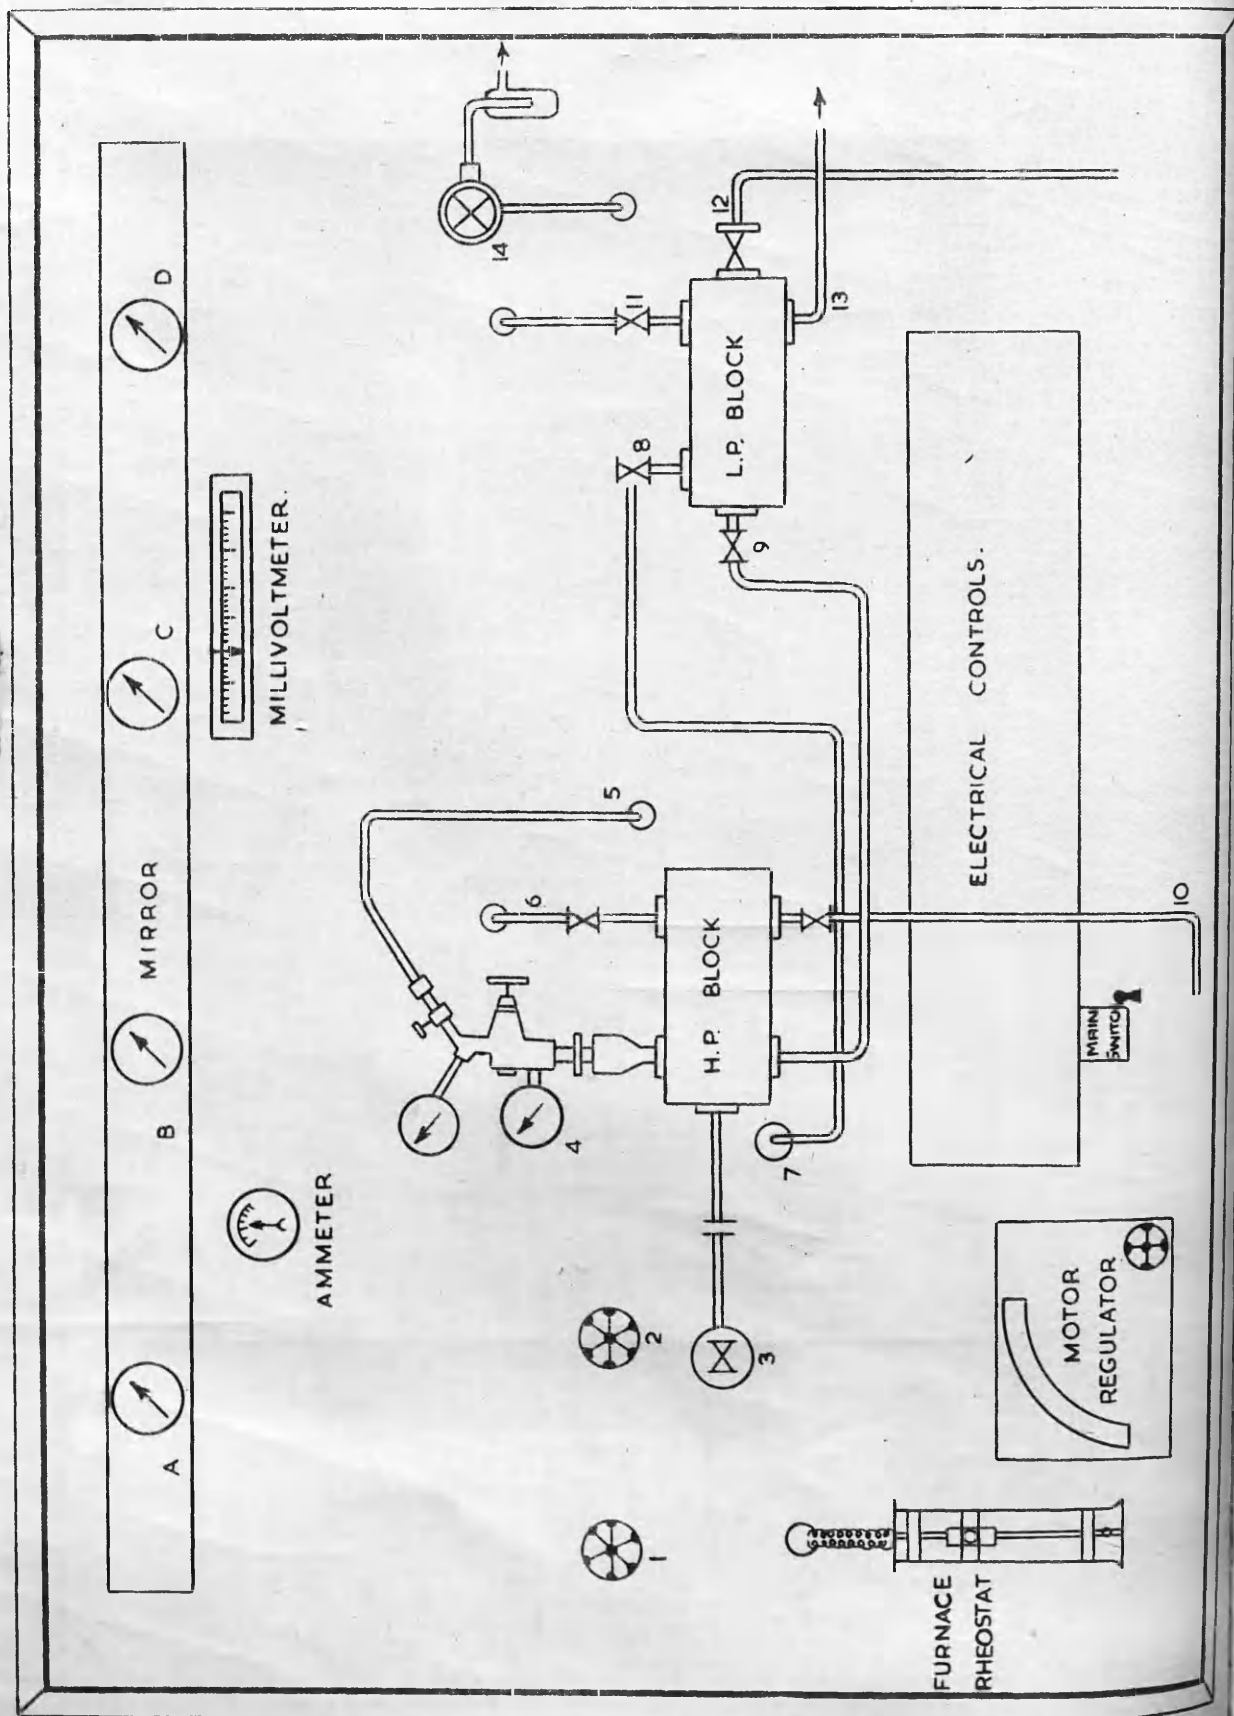 A
B
MIRROR
C
D
AMMETER
MILLIVOLTMETER.
14
4
5
6
11
8
12
1
2
3
7
H.P. BLOCK
L.P. BLOCK
9
13
ELECTRICAL CONTROLS.
FURNACE
RHEOSTAT
MOTOR
REGULATOR
MAIN
SWITC
10